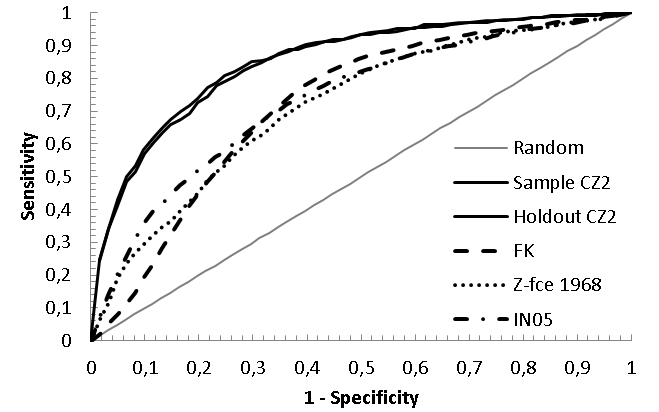 1
0,9
0,8
0,7
0,6
0,5
0,4
0,3
0,2
0,1
0
Sensitivity
Random
Sample CZ2
Holdout CZ2
FK
Z-fce 1968
IN05
0 0,1 0,2 0,3 0,4 0,5 0,6 0,7 0,8 0,9 1
1 - Specificity